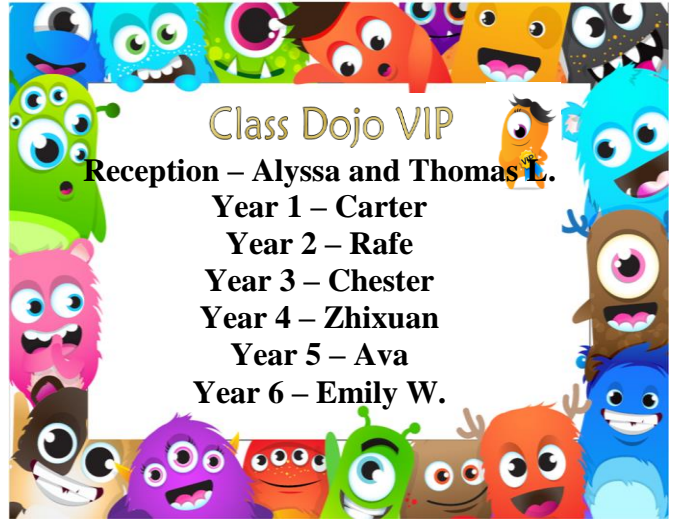 Class Dojo VIP
VIP
Reception – Alyssa and Thomas L.
Year 1 – Carter
Year 2 – Rafe
Year 3 – Chester
Year 4 – Zhixuan
Year 5 – Ava
Year 6 – Emily W.